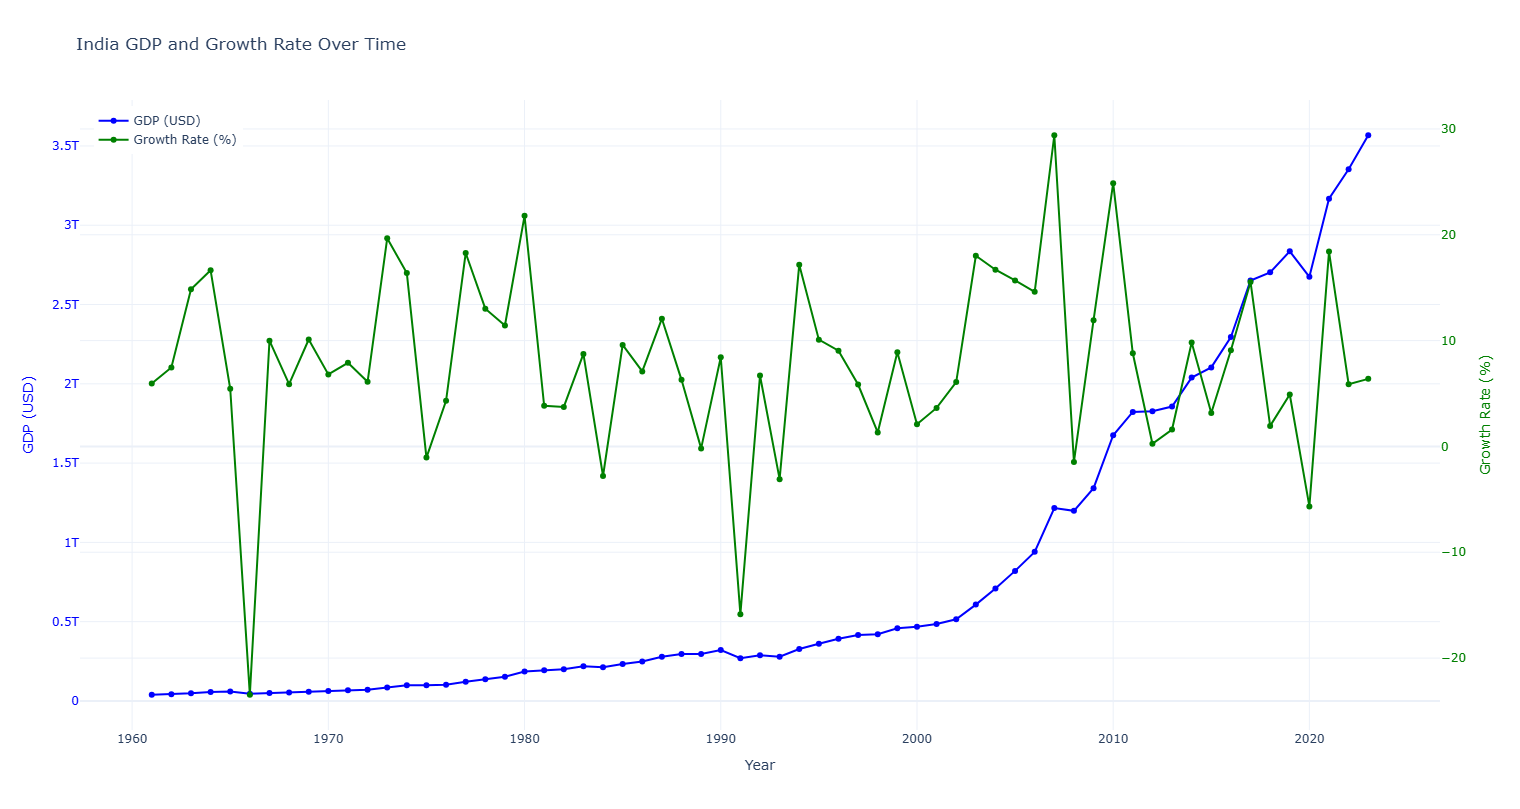 India GDP and Growth Rate Over Time
GDP (USD)
Growth Rate (%)
3.5T
3T
2.5T
2T
1.5T
1T
0.5T
0
GDP (USD)
30
20
10
0
−10
−20
Growth Rate (%)
1960
1970
1980
1990
2000
2010
2020
Year